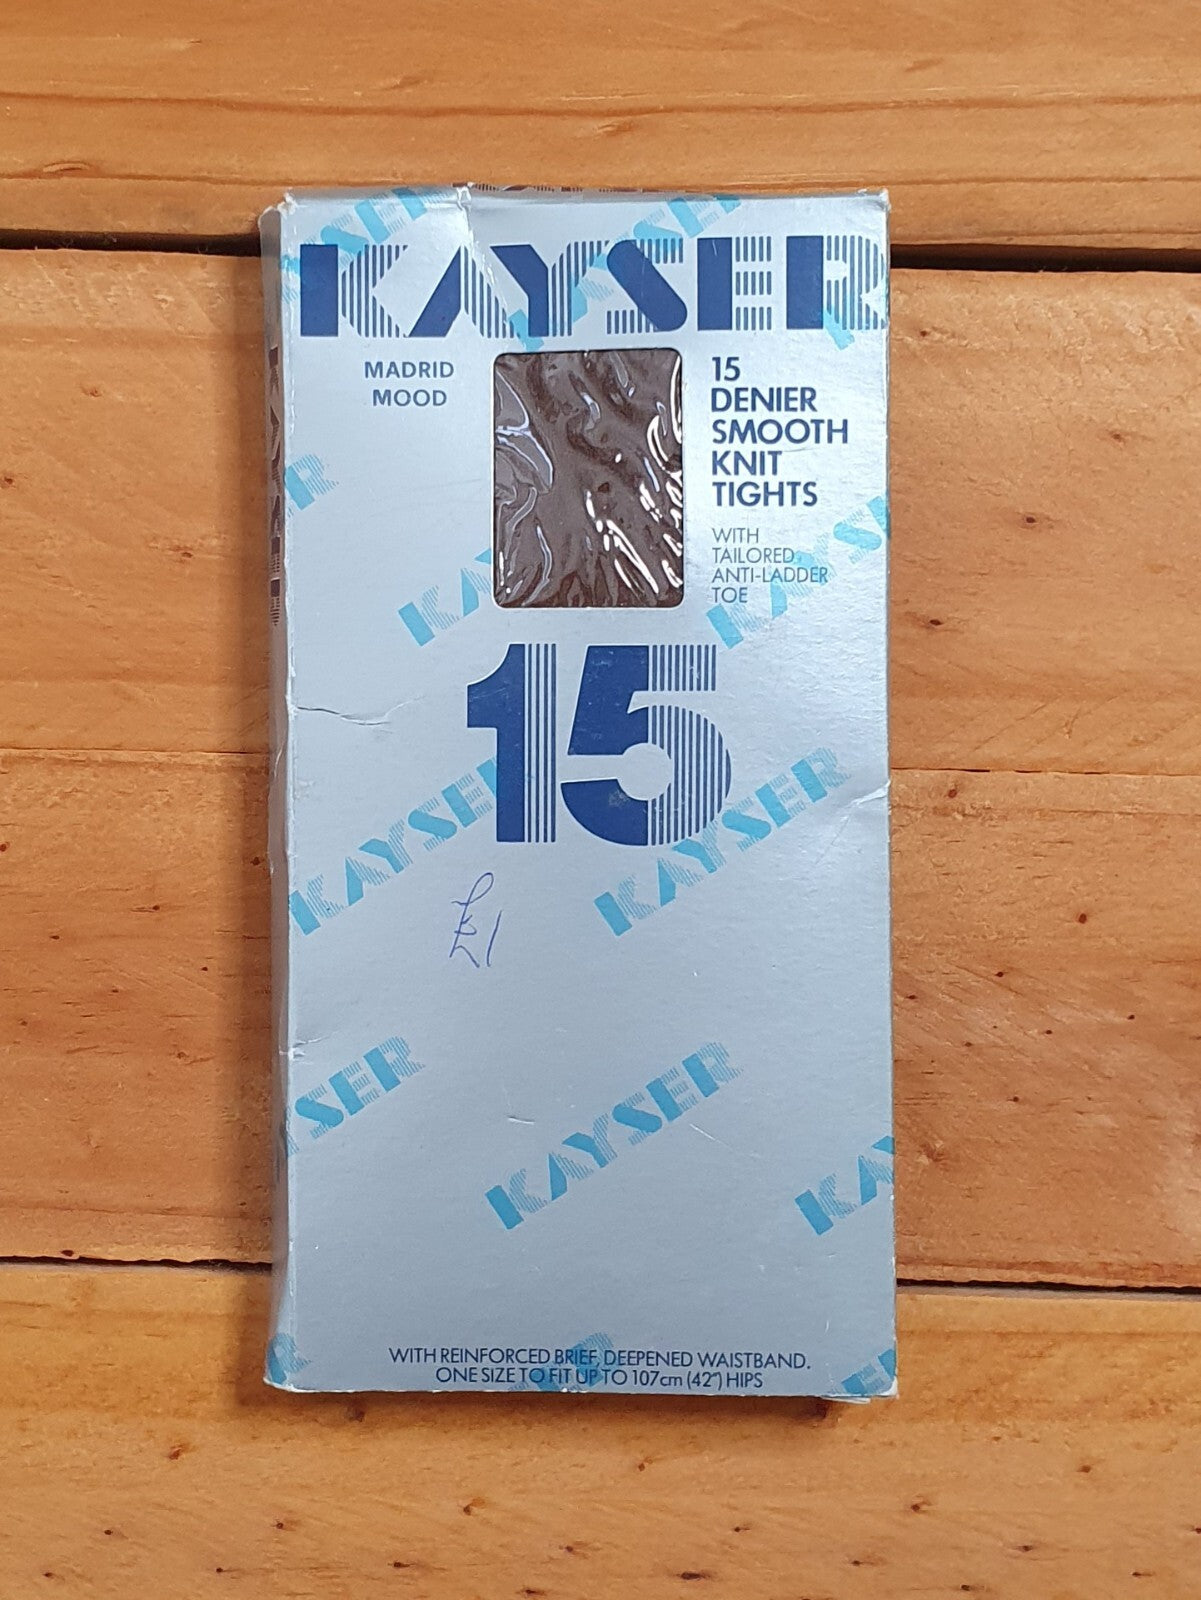 KAYSER
MADRID
MOOD
15
DENIER
SMOOTH
KNIT
TIGHTS
WITH
TAILORED
ANTI-LADDER
TOE
15
£1
KAYSER
KAYSER
KAYSER
KAYSER
KAYSER
WITH REINFORCED BRIEF, DEEPENED WAISTBAND.
ONE SIZE TO FIT UP TO 107cm (42") HIPS